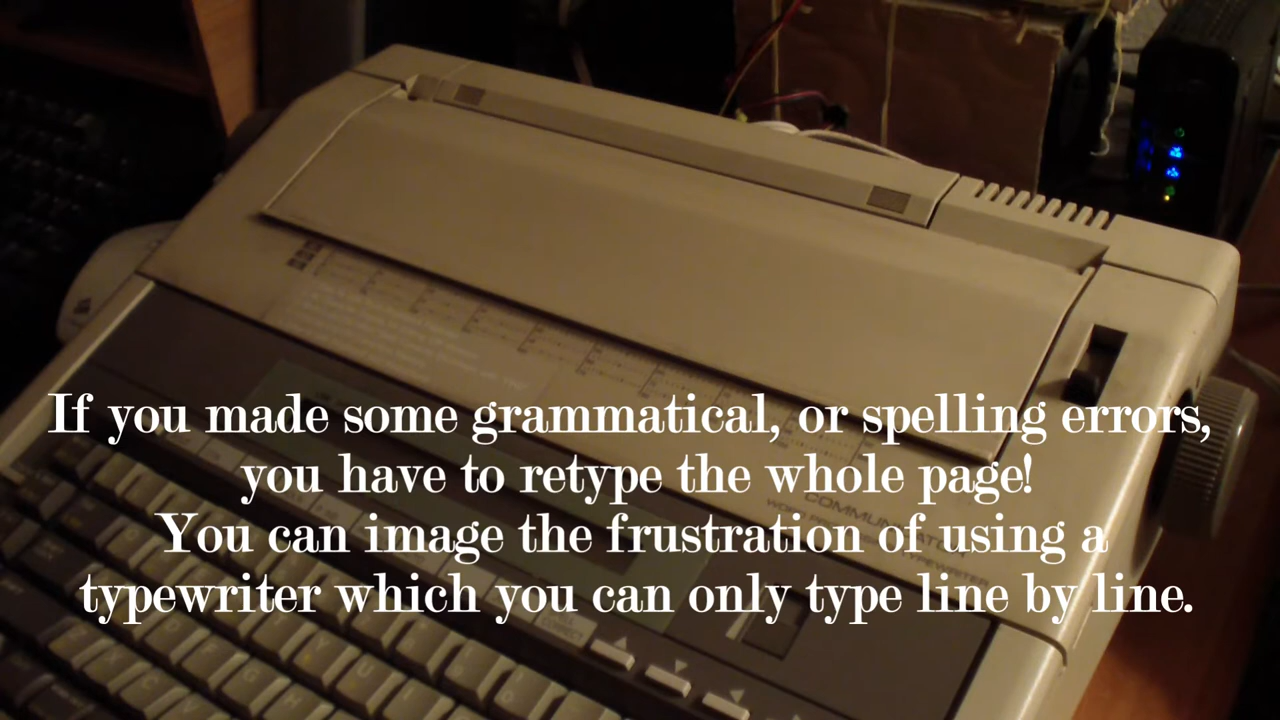 If you made some grammatical, or spelling errors,
you have to retype the whole page!
You can image the frustration of using a
typewriter which you can only type line by line.